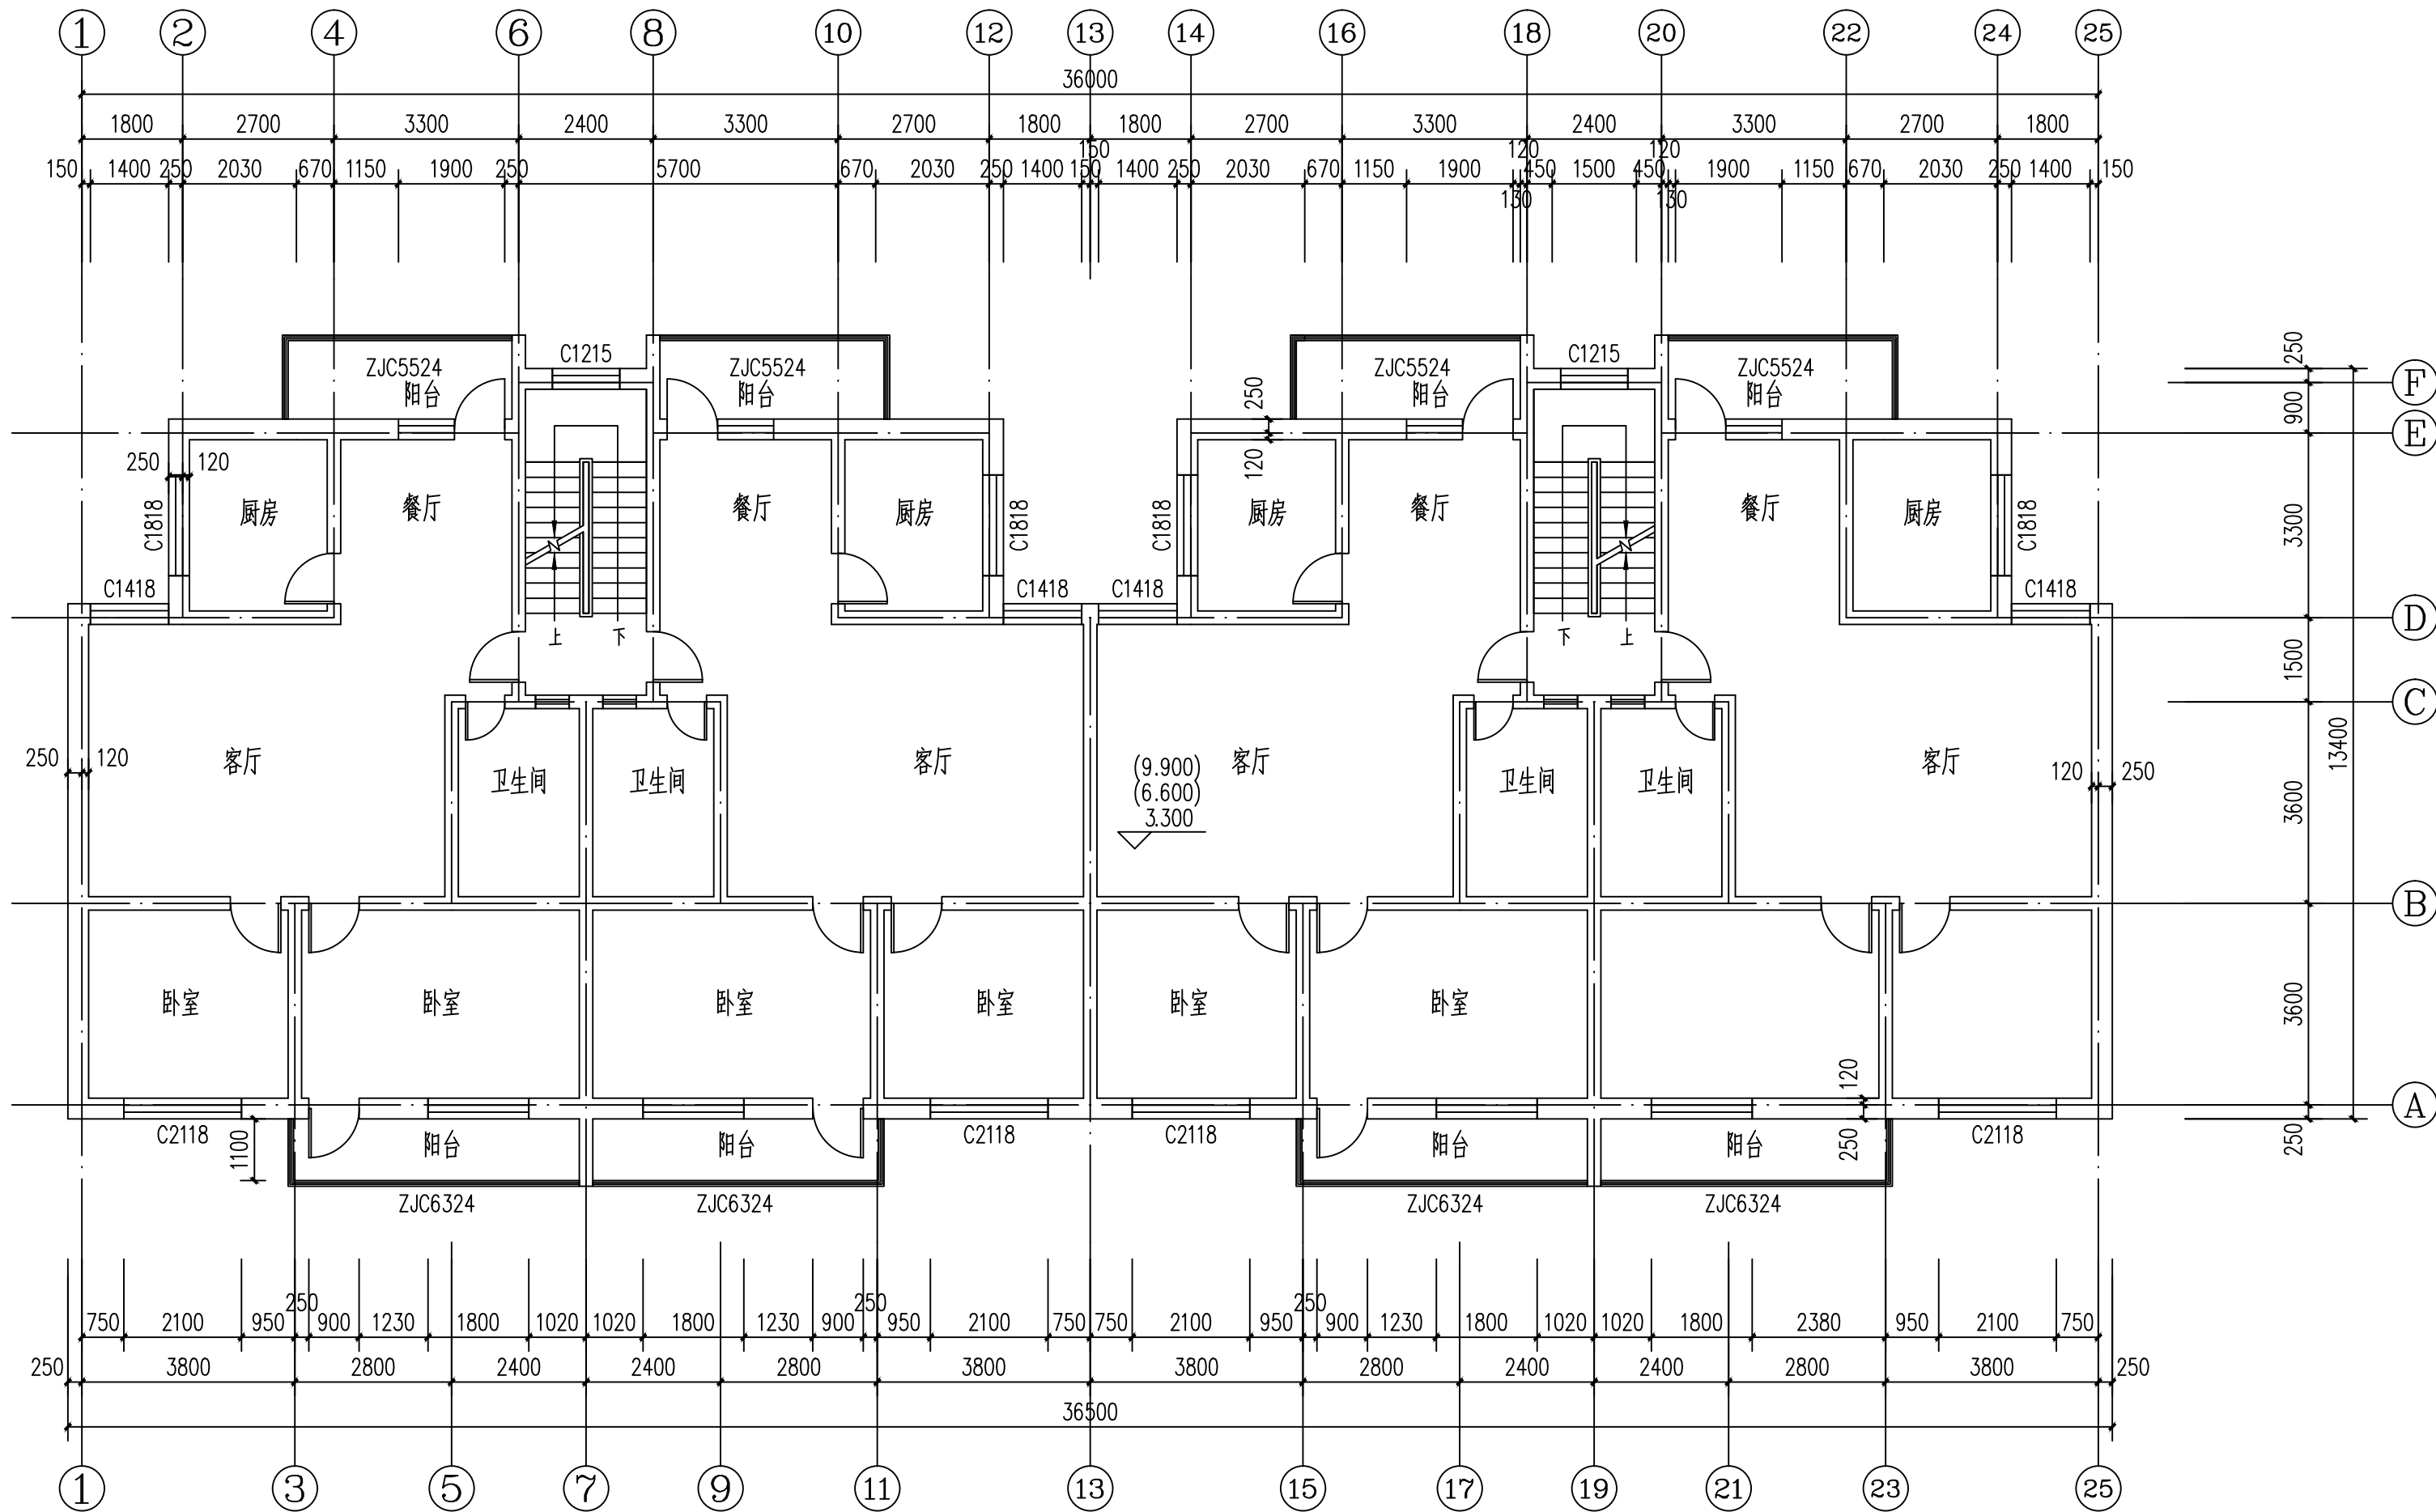 1 2 4 6 8 10 12 13 14 16 18 20 22 24 25
36000
1800 2700 3300 2400 3300 2700 1800 1800 2700 3300 2400 3300 2700 1800
150 120 120
150 1400 250 2030 670 1150 1900 250 5700 670 2030 250 1400 150 1400 250 2030 670 1150 1900 450 1500 450 1900 1150 670 2030 250 1400 150
130 130
C1215 C1215
ZJC5524 ZJC5524 ZJC5524 ZJC5524
阳台 阳台 阳台 阳台
250
F
250
900
E
120
250 120
C1818 厨房 餐厅 餐厅 厨房 C1818 C1818 厨房 餐厅 餐厅 厨房 C1818
3300
C1418 C1418 C1418 C1418
D
上 下 下 上
1500
C
13400
250 120 客厅 客厅 客厅 客厅 120 250
卫生间 卫生间 卫生间 卫生间
(9.900)
(6.600)
3.300
3600
B
卧室 卧室 卧室 卧室 卧室 卧室
3600
120
A
C2118 C2118 C2118 C2118
1100 阳台 阳台 阳台 阳台 250 250
ZJC6324 ZJC6324 ZJC6324 ZJC6324
250 250 250
750 2100 950 900 1230 1800 1020 1020 1800 1230 900 950 2100 750 750 2100 950 900 1230 1800 1020 1020 1800 2380 950 2100 750
250 3800 2800 2400 2400 2800 3800 3800 2800 2400 2400 2800 3800 250
36500
1 3 5 7 9 11 13 15 17 19 21 23 25